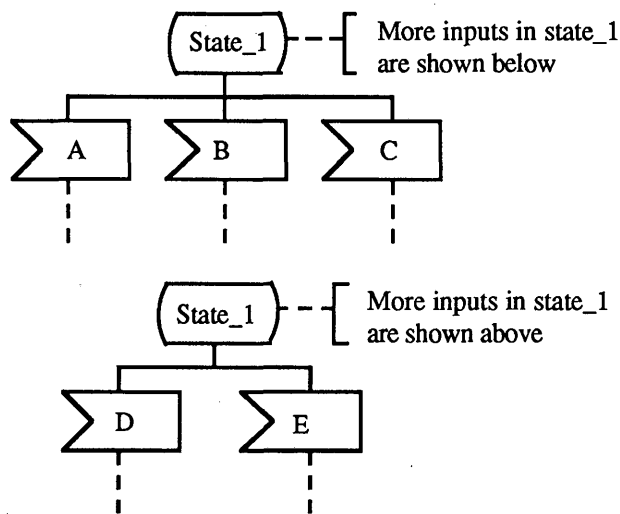 State_1
More inputs in state_1
are shown below
A B C
State_1
More inputs in state_1
are shown above
D E